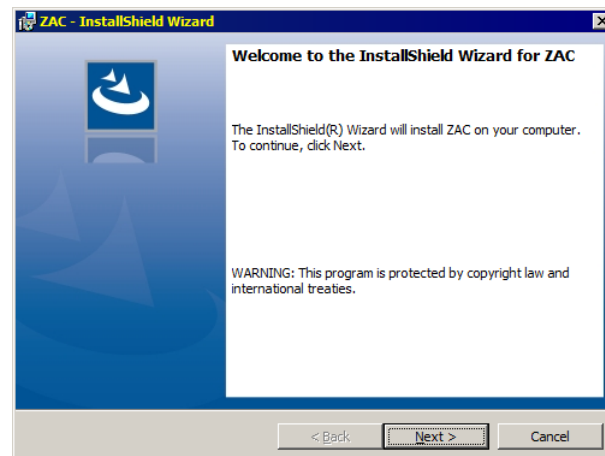 ZAC - InstallShield Wizard
Welcome to the InstallShield Wizard for ZAC
The InstallShield(R) Wizard will install ZAC on your computer.
To continue, click Next.
WARNING: This program is protected by copyright law and
international treaties.
< Back
Next >
Cancel